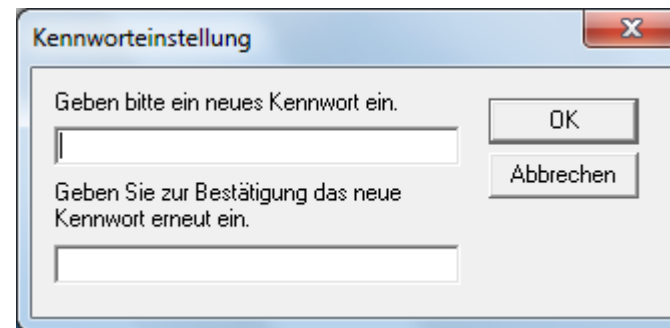 Kennworteinstellung
Geben bitte ein neues Kennwort ein.
OK
Abbrechen
Geben Sie zur Bestätigung das neue
Kennwort erneut ein.